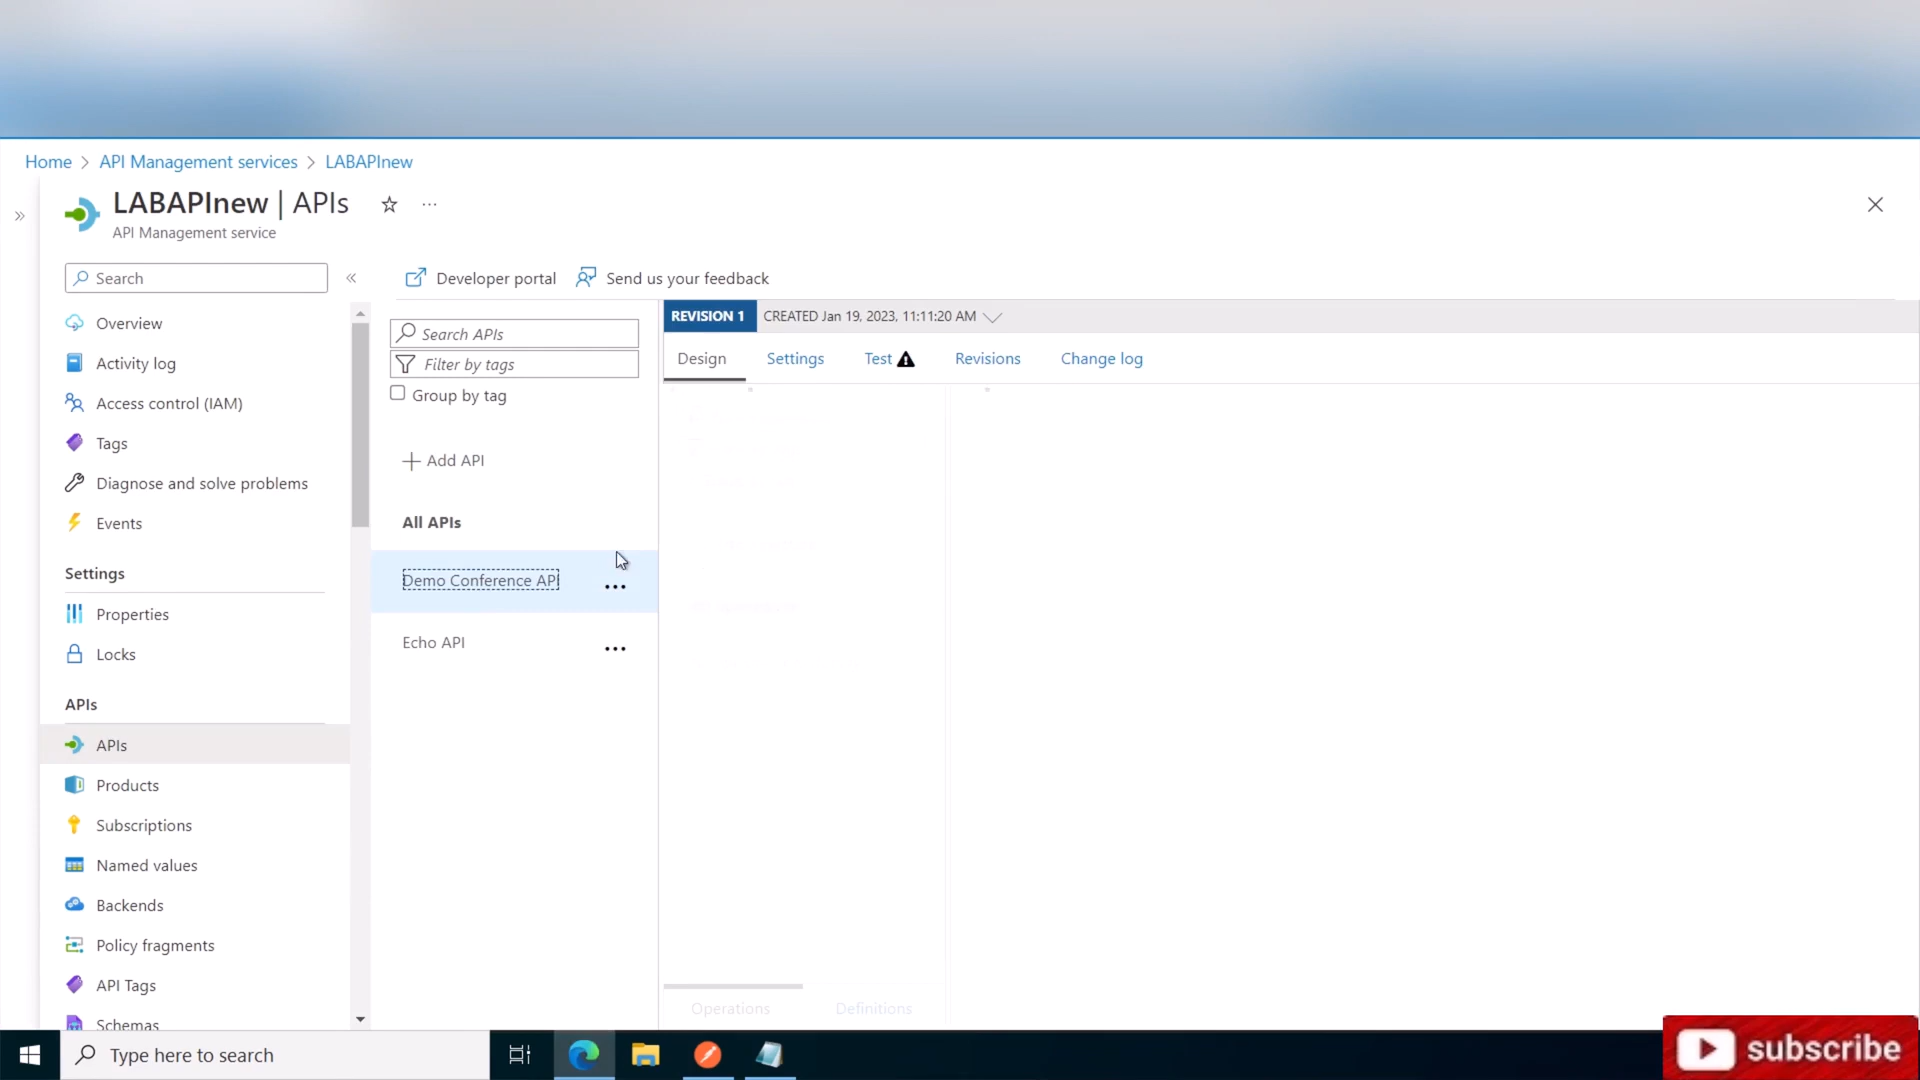 Home > API Management services > LABAPInew
LABAPInew | APIs
API Management service
Search
Developer portal
Send us your feedback
Overview
Activity log
Access control (IAM)
Tags
Diagnose and solve problems
Events
Settings
Properties
Locks
APIs
APIs
Products
Subscriptions
Named values
Backends
Policy fragments
API Tags
Schemas
Search APIs
Filter by tags
Group by tag
Add API
All APIs
Demo Conference API
Echo API
REVISION 1 CREATED Jan 19, 2023, 11:11:20 AM
Design Settings Test Revisions Change log
Operations Definitions
Type here to search
subscribe